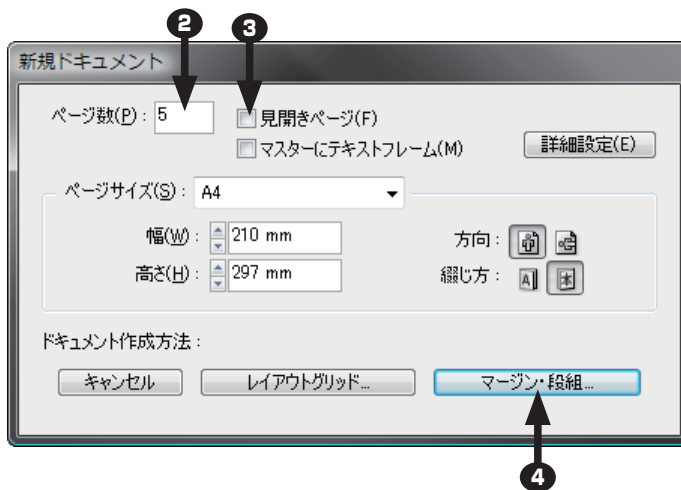 2 3
新規ドキュメント
ページ数(P): 5 見開きページ(F)
マスターにテキストフレーム(M) 詳細設定(E)
ページサイズ(S): A4
幅(W): 210 mm 方向:
高さ(H): 297 mm 綴じ方:
ドキュメント作成方法:
キャンセル レイアウトグリッド... マージン・段組...
4